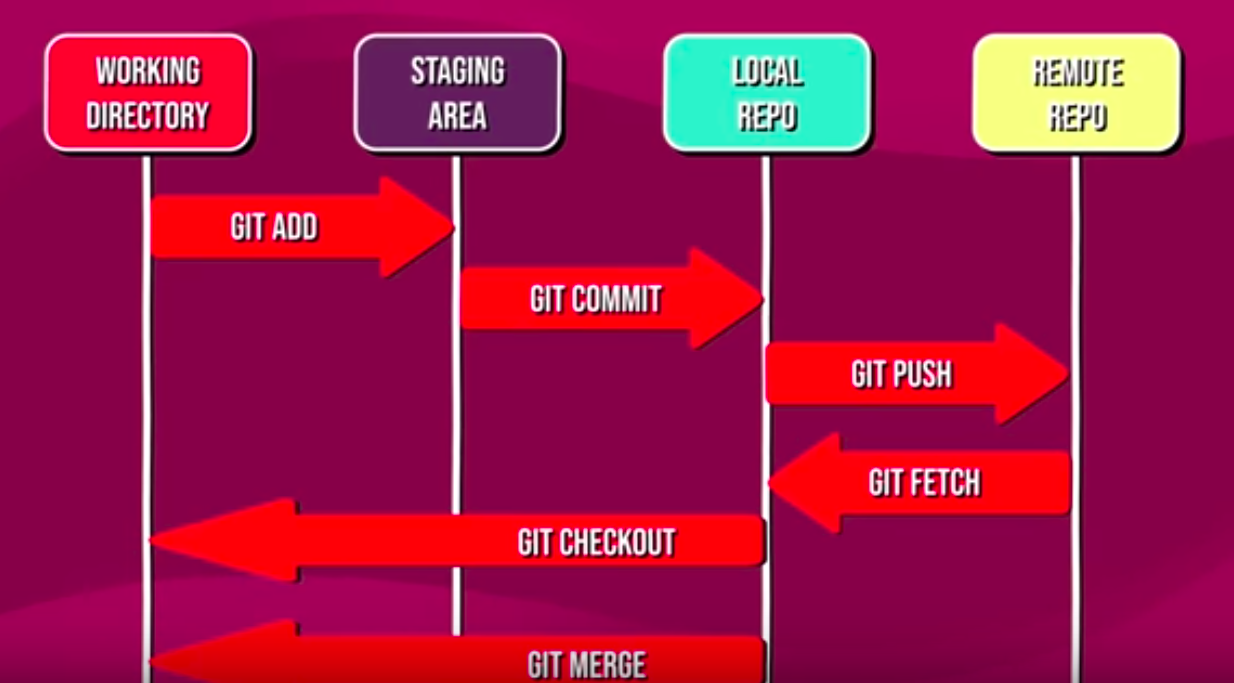 WORKING
DIRECTORY
STAGING
AREA
LOCAL
REPO
REMOTE
REPO
GIT ADD
GIT COMMIT
GIT PUSH
GIT FETCH
GIT CHECKOUT
GIT MERGE